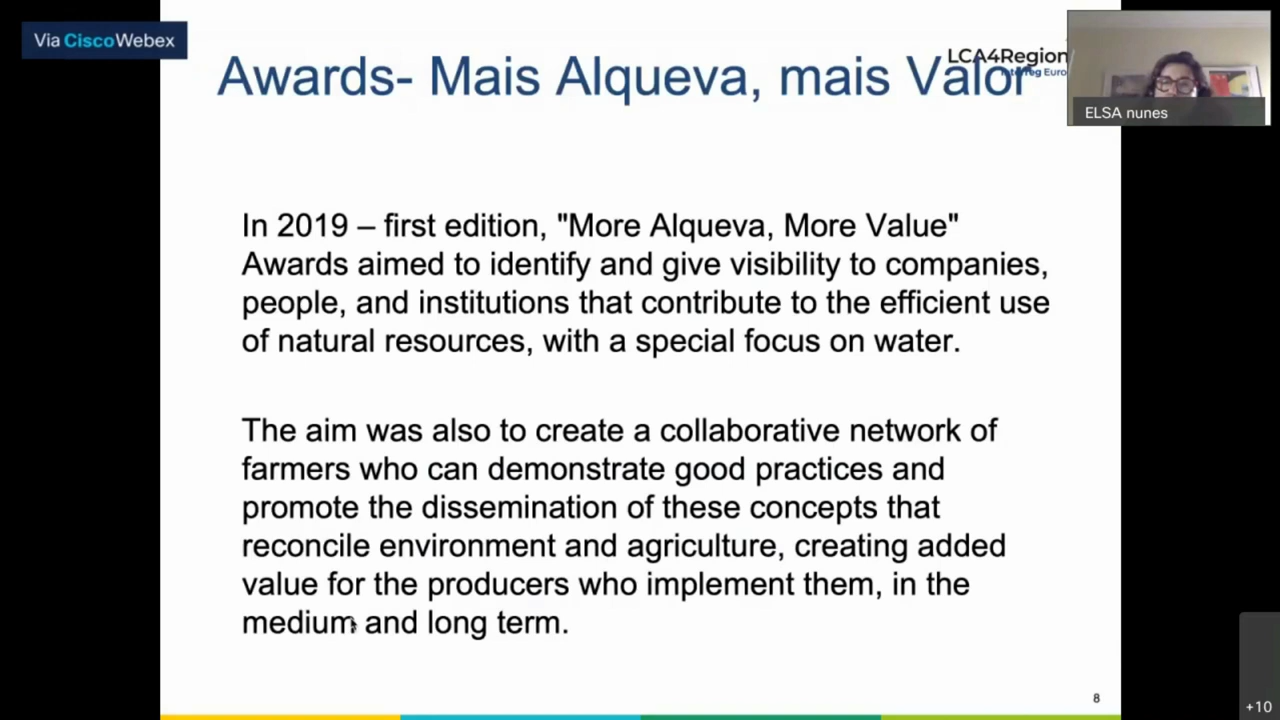 Via CiscoWebex
Awards- Mais Alqueva, mais Valor
LCA4Region
ELSA nunes
In 2019 – first edition, "More Alqueva, More Value"
Awards aimed to identify and give visibility to companies,
people, and institutions that contribute to the efficient use
of natural resources, with a special focus on water.
The aim was also to create a collaborative network of
farmers who can demonstrate good practices and
promote the dissemination of these concepts that
reconcile environment and agriculture, creating added
value for the producers who implement them, in the
medium and long term.
8
+10